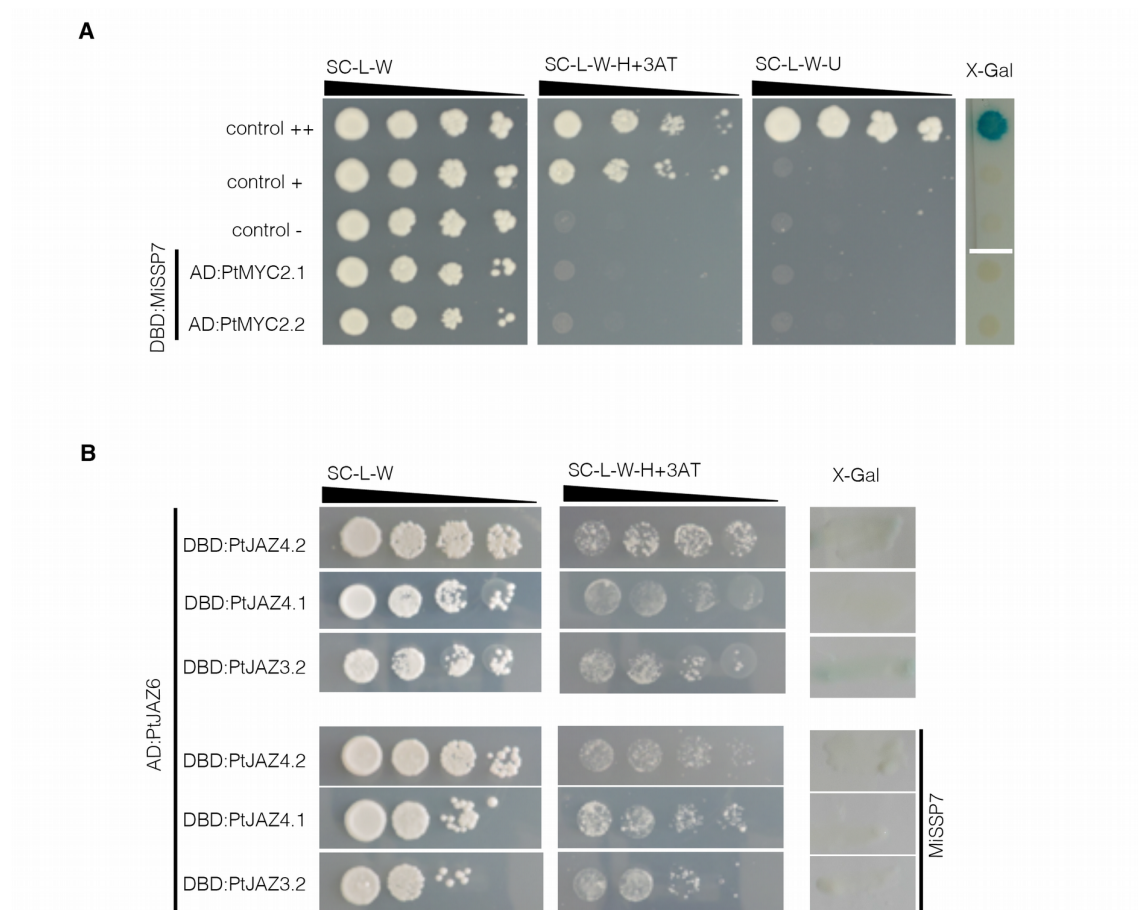 A
SC-L-W
SC-L-W-H+3AT
SC-L-W-U
X-Gal
control ++
control +
control -
DBD:MiSSP7
AD:PtMYC2.1
AD:PtMYC2.2
B
SC-L-W
SC-L-W-H+3AT
X-Gal
AD:PtJAZ6
DBD:PtJAZ4.2
DBD:PtJAZ4.1
DBD:PtJAZ3.2
DBD:PtJAZ4.2
DBD:PtJAZ4.1
DBD:PtJAZ3.2
MiSSP7